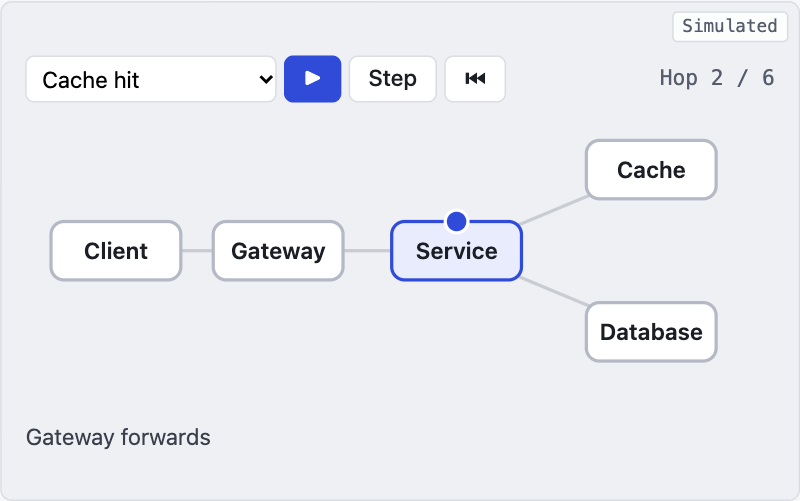 Simulated
Cache hit
Step
Hop 2 / 6
Cache
Client
Gateway
Service
Database
Gateway forwards